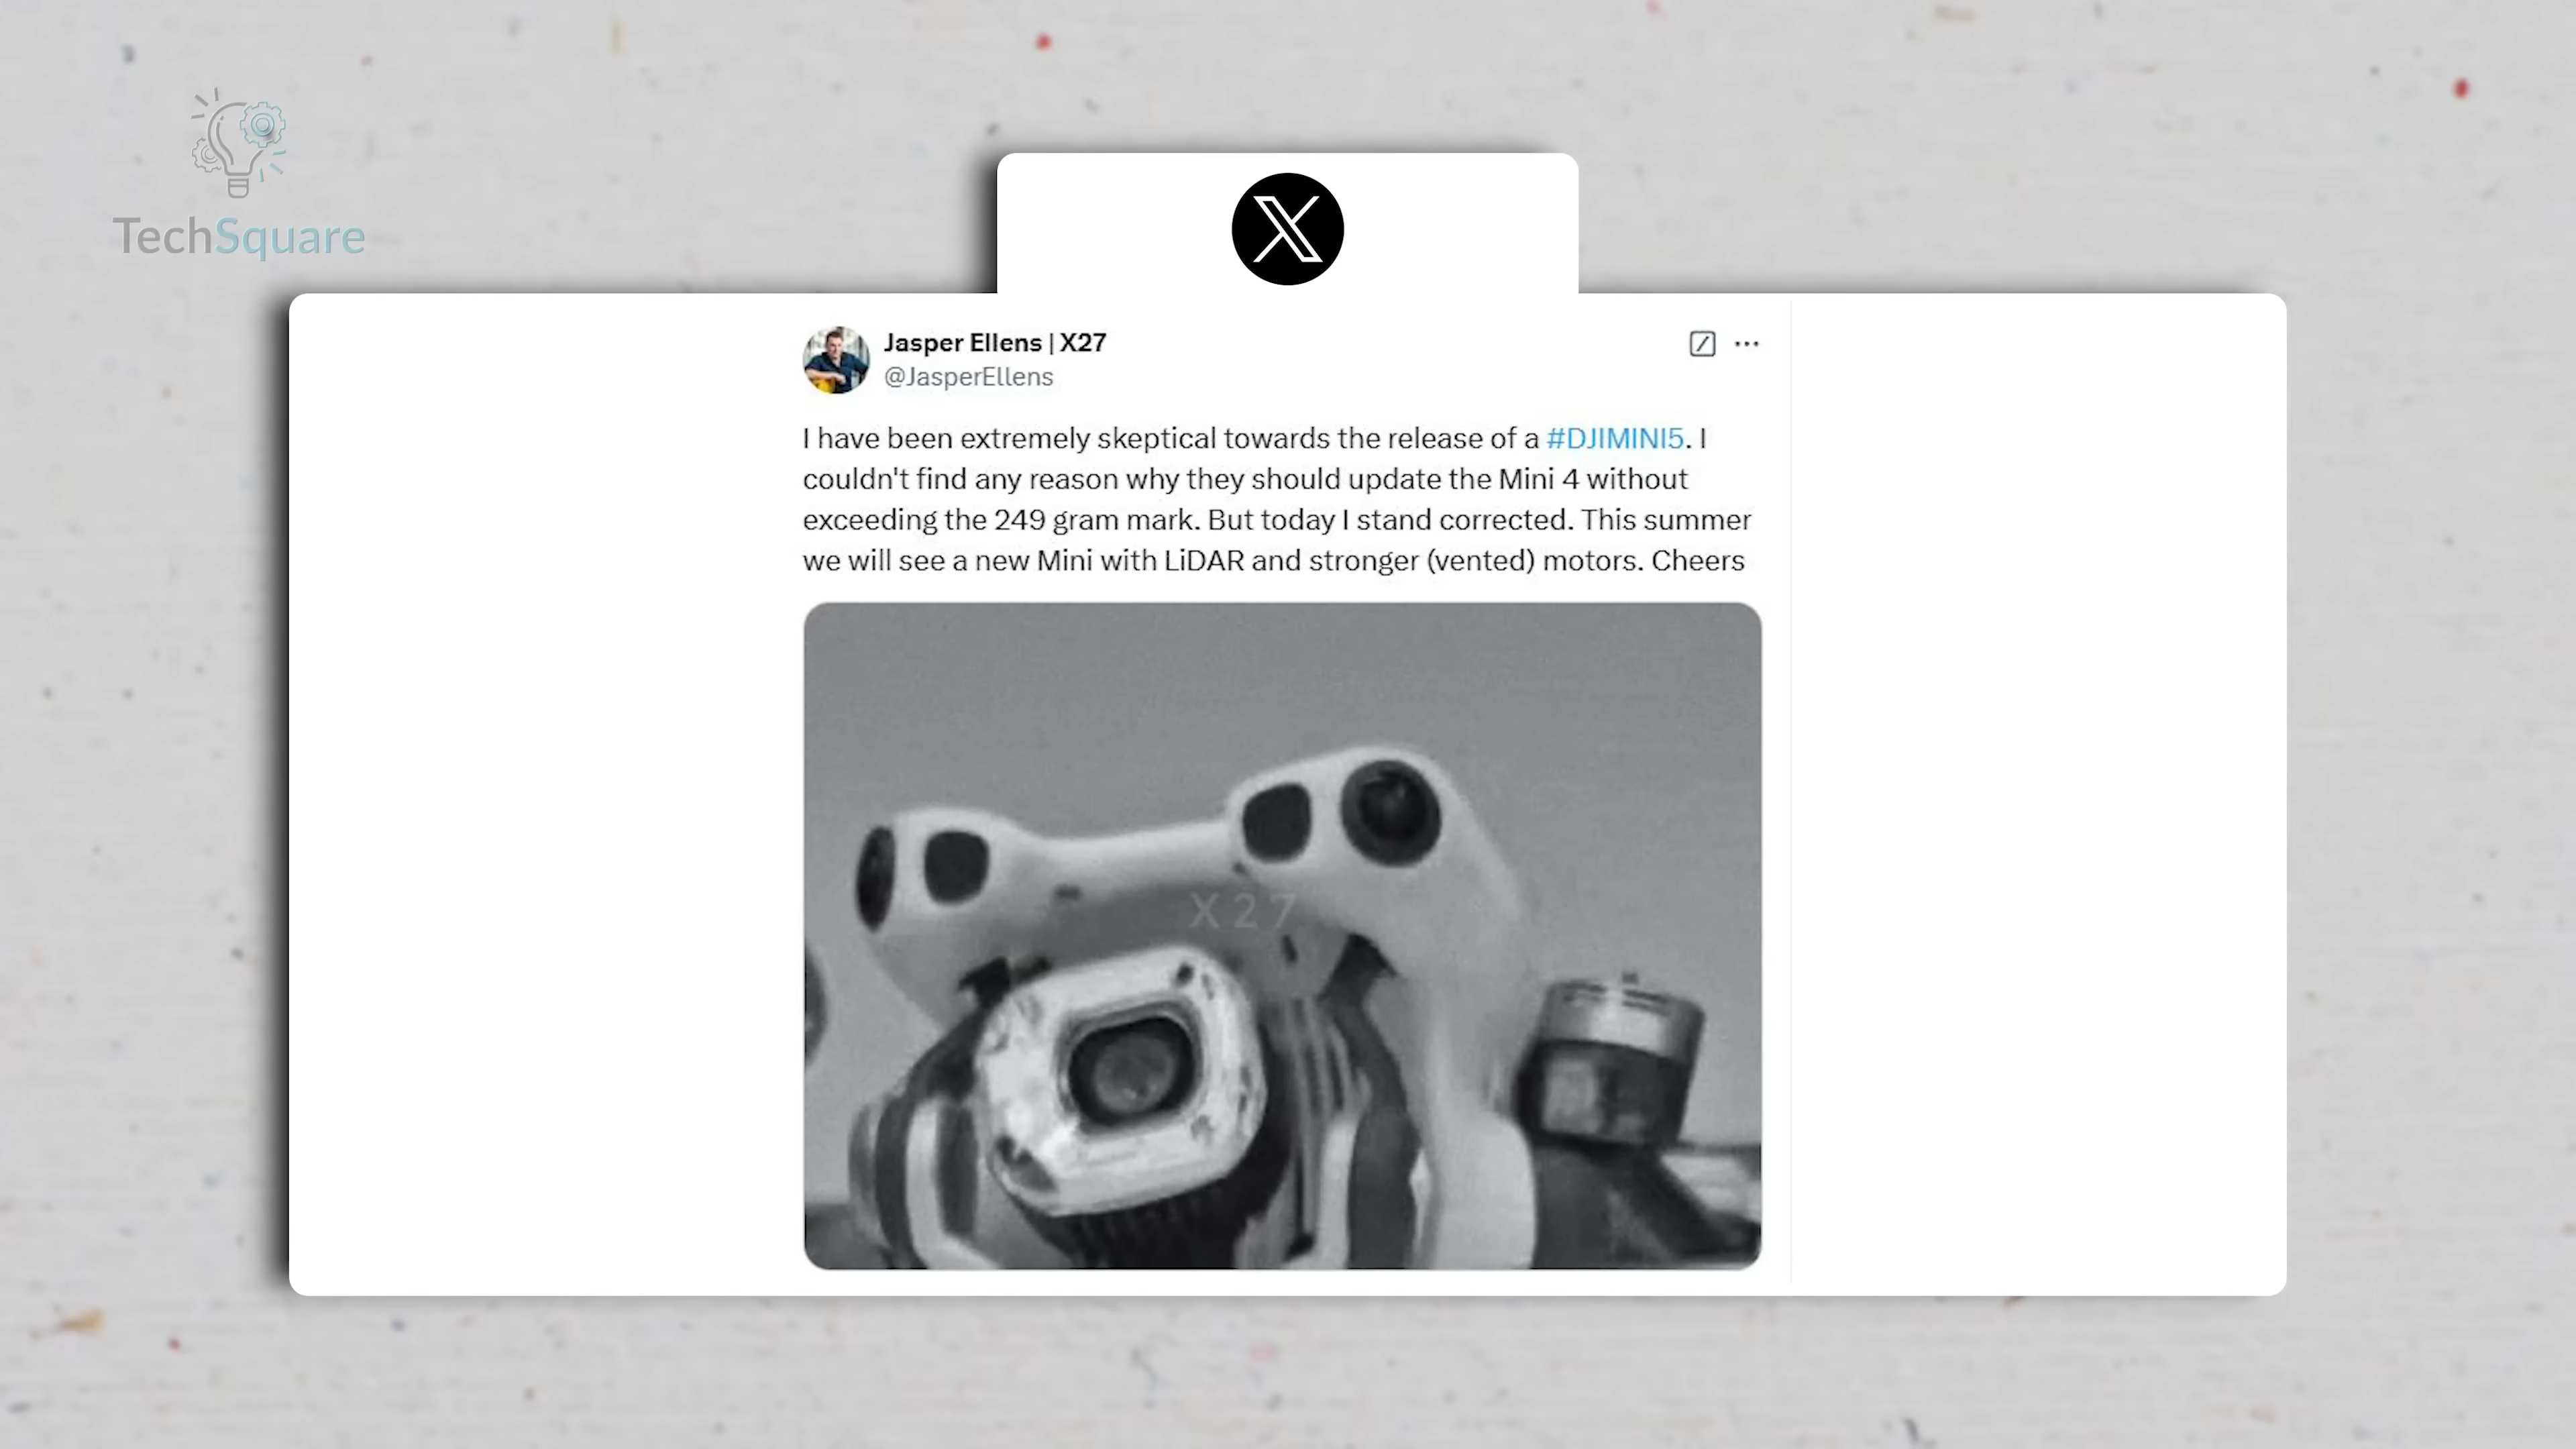 TechSquare
X
Jasper Ellens | X27
@JasperEllens
I have been extremely skeptical towards the release of a #DJIMINI5. I
couldn't find any reason why they should update the Mini 4 without
exceeding the 249 gram mark. But today I stand corrected. This summer
we will see a new Mini with LiDAR and stronger (vented) motors. Cheers
X27